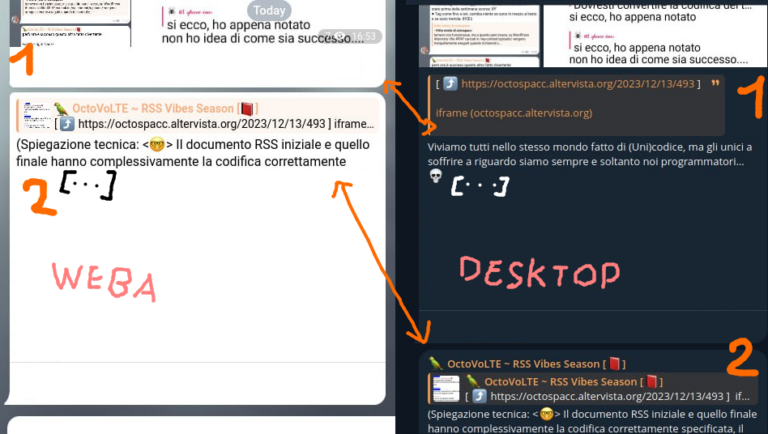 Today
si ecco, ho appena notato
non ho idea di come sia successo....
16:53
1
OctoVoLTE ~ RSS Vibes Season [📕]
[ ⤴ https://octospacc.altervista.org/2023/12/13/493 ] iframe...
(Spiegazione tecnica: <🤓> Il documento RSS iniziale e quello
finale hanno complessivamente la codifica correttamente
2
[...]
WEBA
si ecco, ho appena notato
si ecco, ho appena notato
non ho idea di come sia successo....
1
[ ⤴ https://octospacc.altervista.org/2023/12/13/493 ]
iframe (octospacc.altervista.org)
Viviamo tutti nello stesso mondo fatto di (Uni)codice, ma gli unici a
soffrire a riguardo siamo sempre e soltanto noi programmatori...
💀
[...]
DESKTOP
2
OctoVoLTE ~ RSS Vibes Season [📕]
OctoVoLTE ~ RSS Vibes Season [📕]
[ ⤴ https://octospacc.altervista.org/2023/12/13/493 ] if...
(Spiegazione tecnica: <🤓> Il documento RSS iniziale e quello finale
hanno complessivamente la codifica correttamente specificata, il